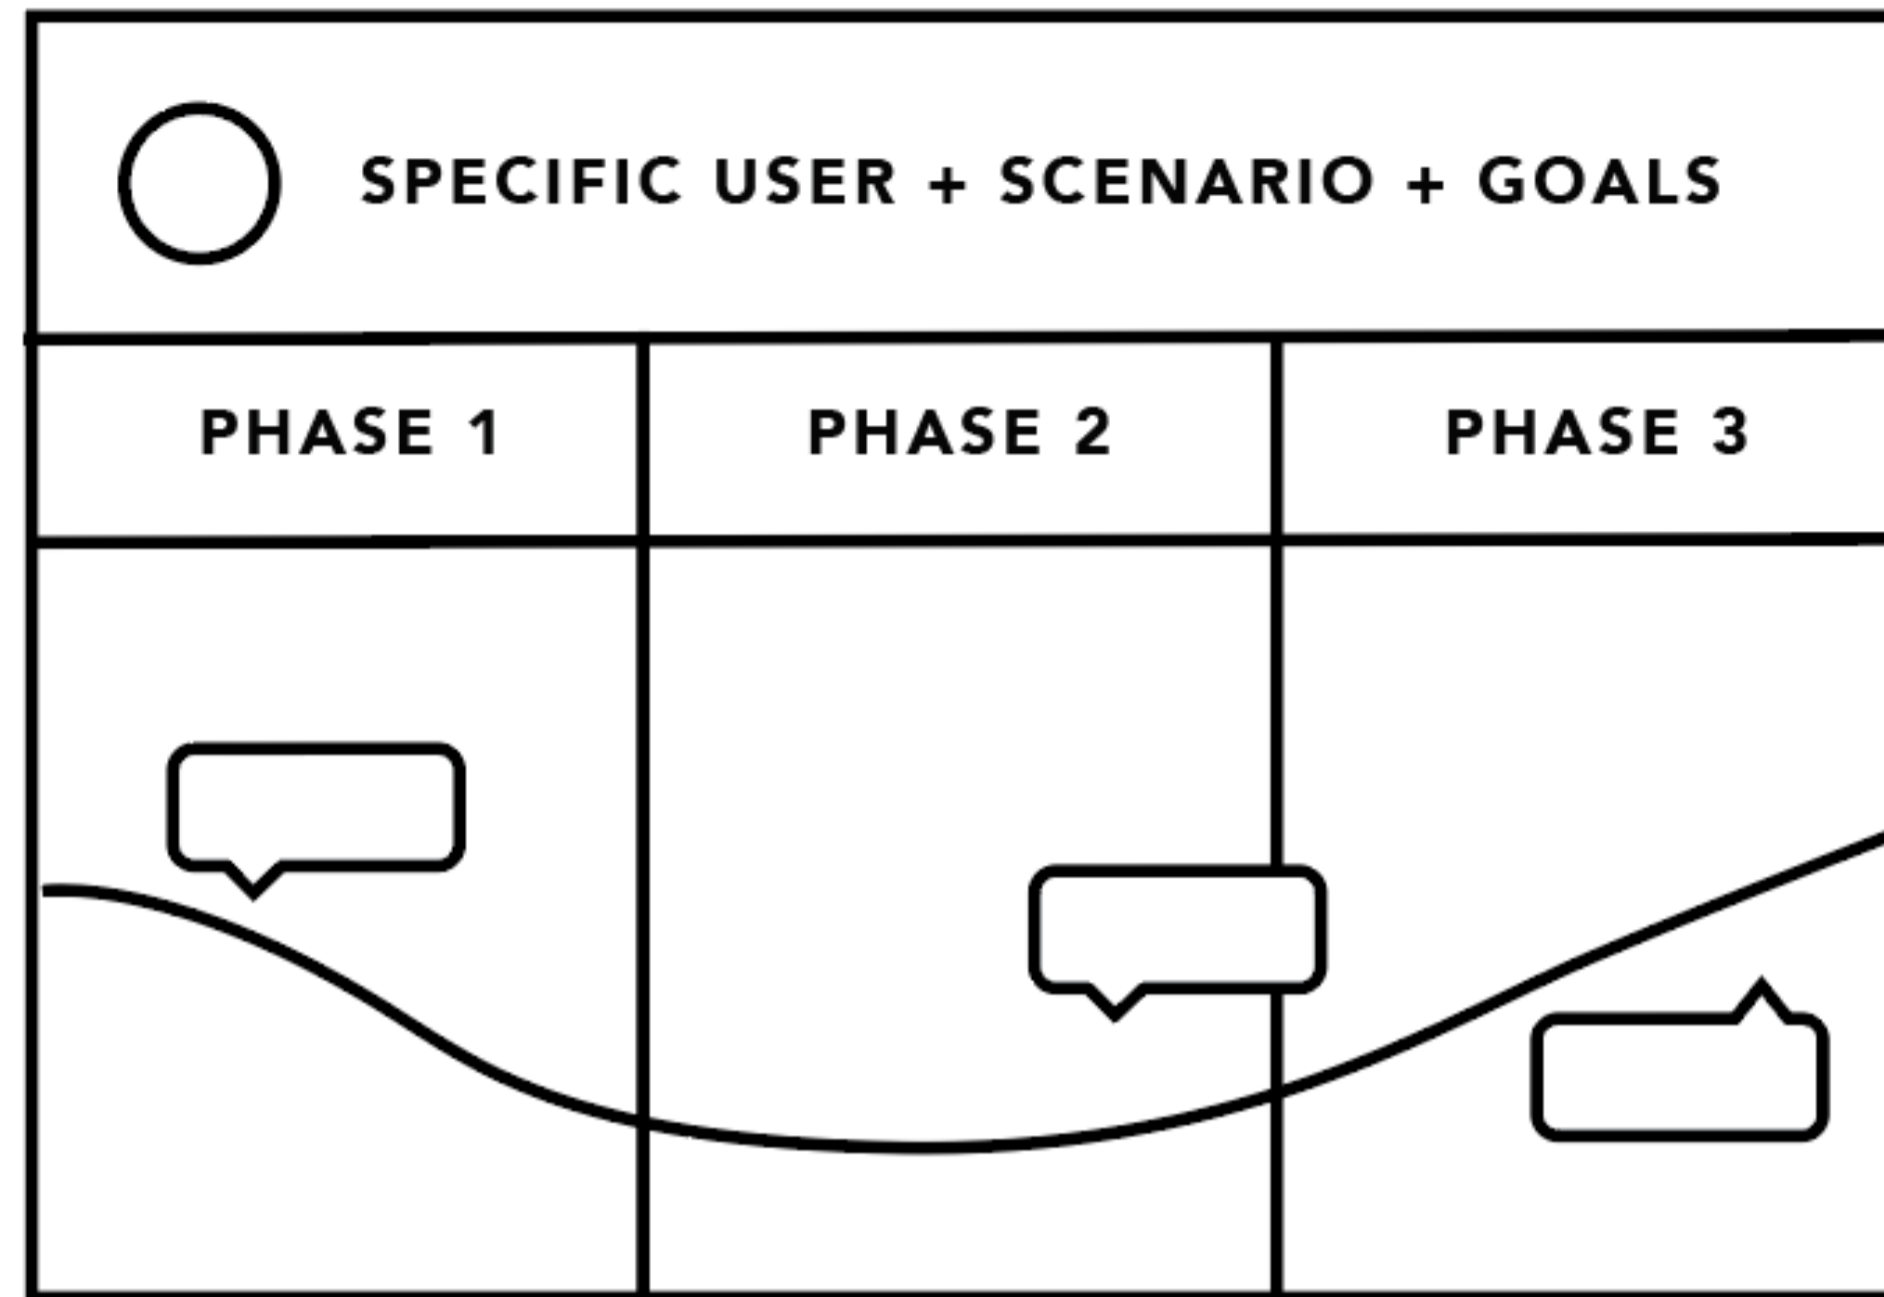 SPECIFIC USER + SCENARIO + GOALS
PHASE 1
PHASE 2
PHASE 3